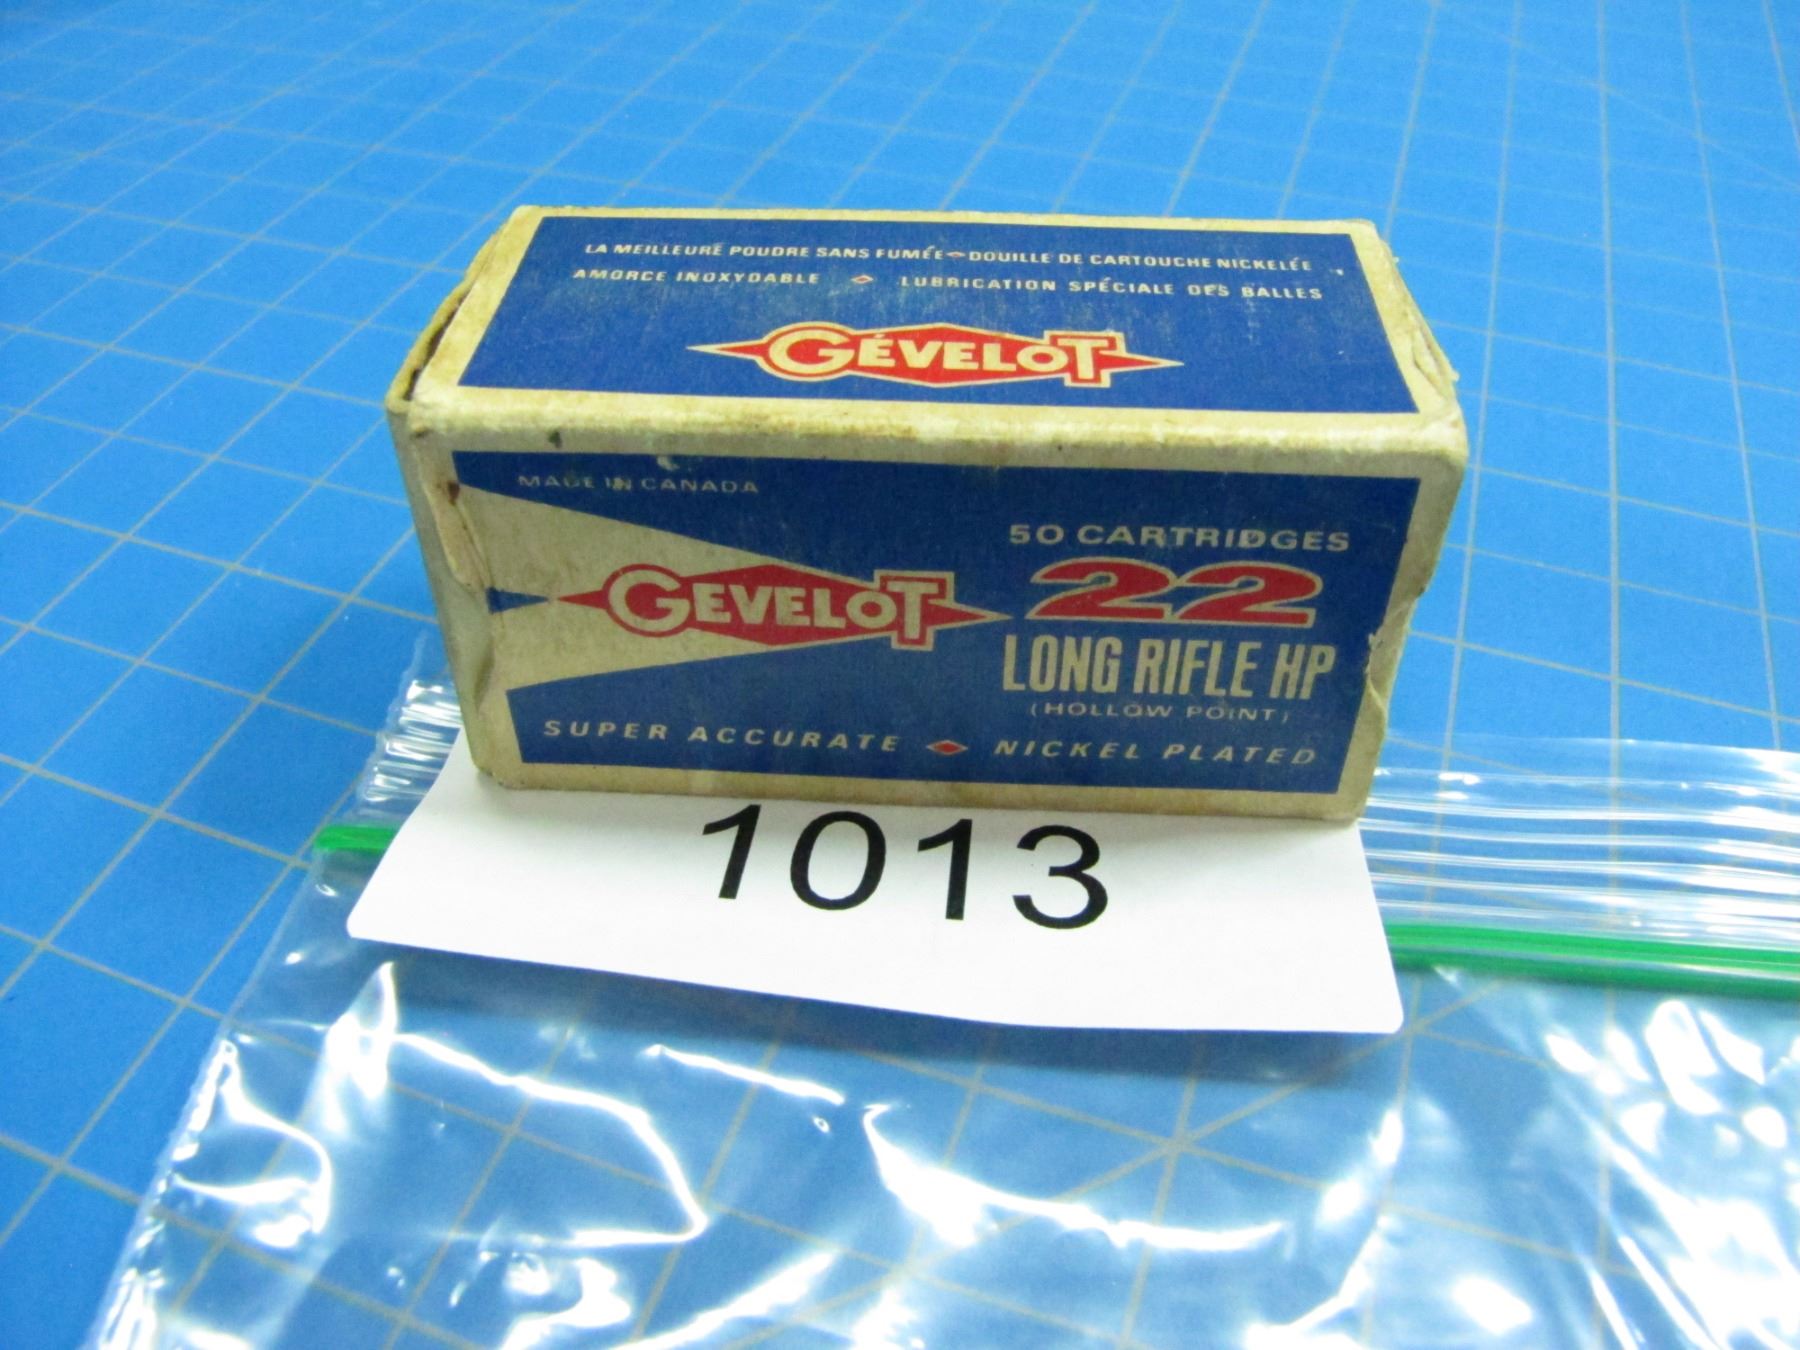 LA MEILLEURE POUDRE SANS FUMÉE DOUILLE DE CARTOUCHE NICKELÉE
AMORCE INOXYDABLE LUBRICATION SPÉCIALE DES BALLES
GÉVELOT
MADE IN CANADA
50 CARTRIDGES
GEVELOT
22
LONG RIFLE HP
(HOLLOW POINT)
SUPER ACCURATE NICKEL PLATED
1013